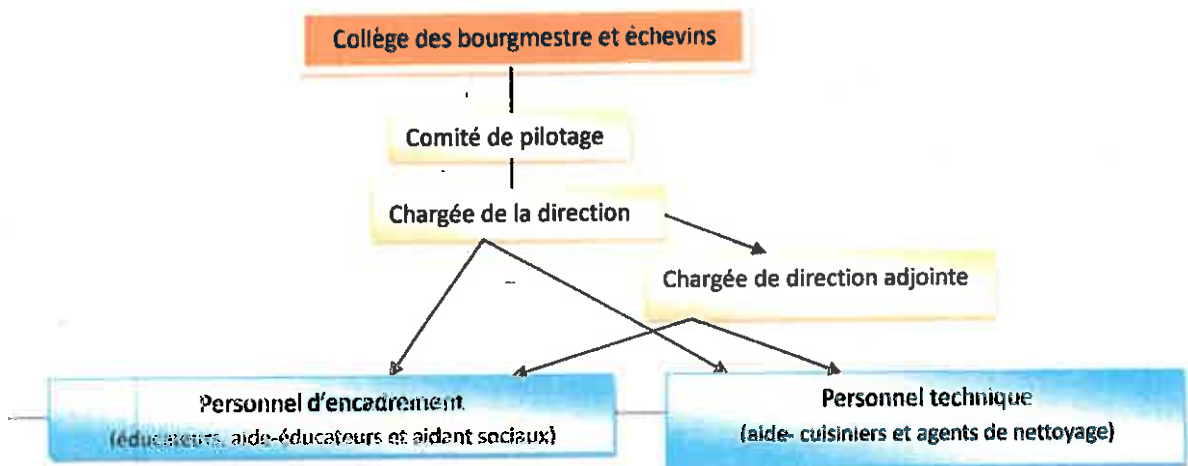 Collège des bourgmestre et échevins
Comité de pilotage
Chargée de la direction
Chargée de direction adjointe
Personnel d'encadrement
(éducateurs, aide-éducateurs et aidant sociaux)
Personnel technique
(aide- cuisiniers et agents de nettoyage)